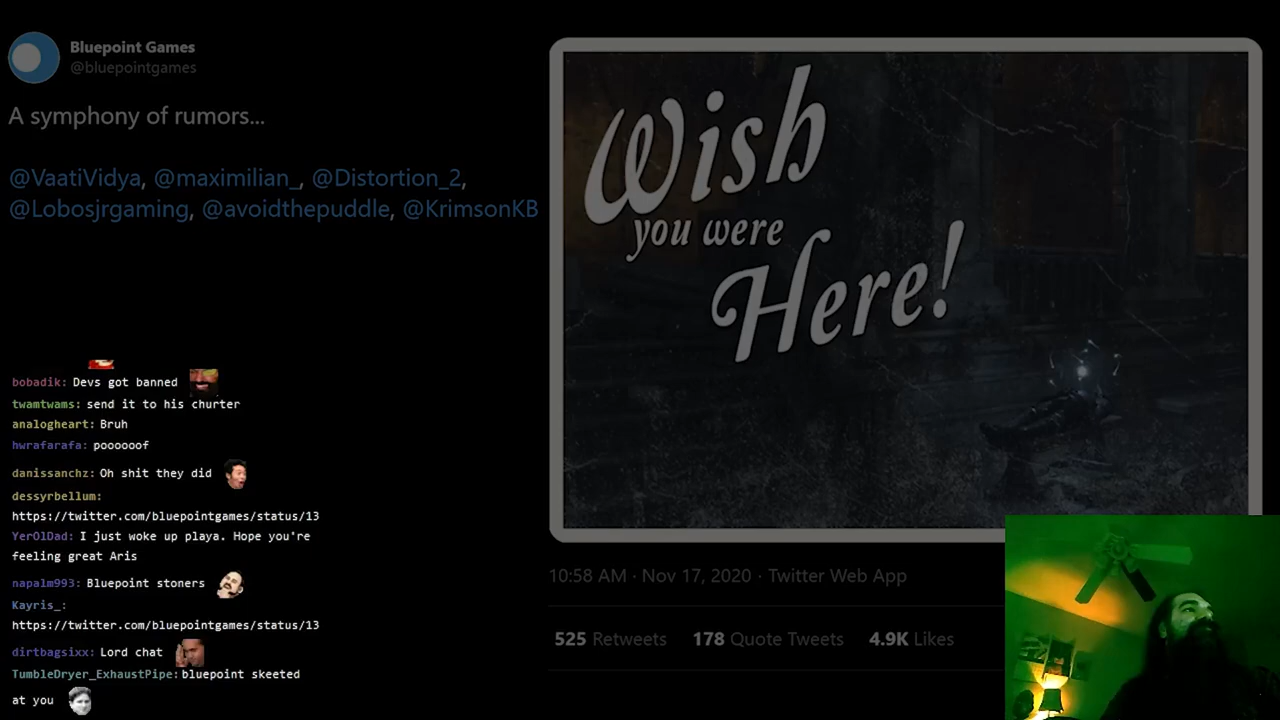 Bluepoint Games
@bluepointgames
A symphony of rumors...
@VaatiVidya, @maximilian_, @Distortion_2,
@Lobosjrgaming, @avoidthepuddle, @KrimsonKB
Wish
you were
Here!
10:58 AM · Nov 17, 2020 · Twitter Web App
525 Retweets 178 Quote Tweets 4.9K Likes
bobadik: Devs got banned
twamtwams: send it to his churter
analogheart: Bruh
hwrafarafa: poooooof
danissanchz: Oh shit they did
dessyrbellum:
https://twitter.com/bluepointgames/status/13
YerOlDad: I just woke up playa. Hope you're
feeling great Aris
napalm993: Bluepoint stoners
Kayris_:
https://twitter.com/bluepointgames/status/13
dirtbagsixx: Lord chat
TumbleDryer_ExhaustPipe: bluepoint skeeted
at you